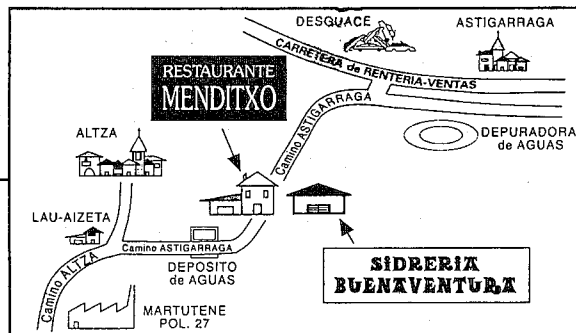 DESGUACE
ASTIGARRAGA
CARRETERA de RENTERIA-VENTAS
RESTAURANTE
MENDITXO
Camino ASTIGARRAGA
DEPURADORA
de AGUAS
ALTZA
LAU-AIZETA
Camino ASTIGARRAGA
Camino ALTZA
DEPOSITO
de AGUAS
SIDRERIA
BUENAVENTURA
MARTUTENE
POL. 27